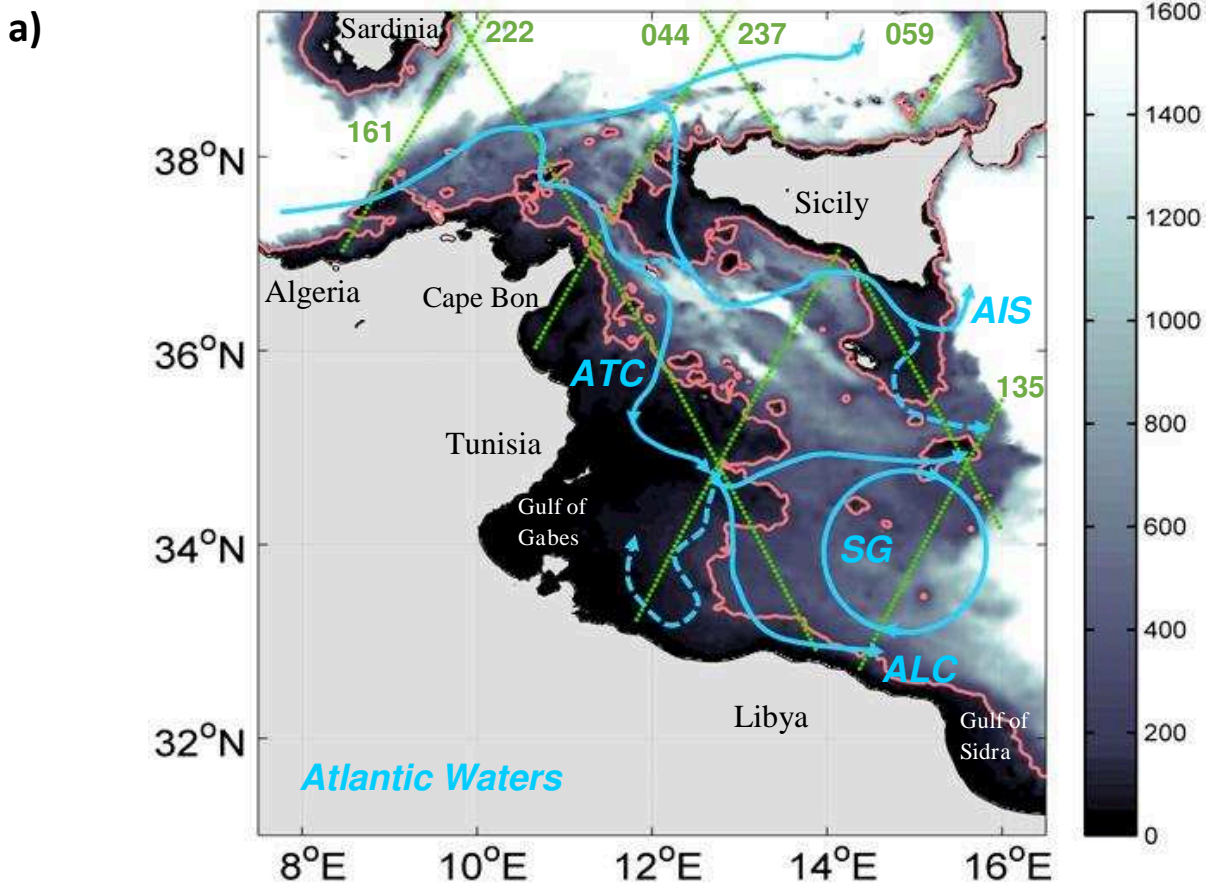 a)
Sardinia
222
044
237
059
1600
1400
1200
1000
800
600
400
200
0
161
38°N
36°N
34°N
32°N
Sicily
Algeria
Cape Bon
AIS
ATC
135
Tunisia
Gulf of
Gabes
SG
ALC
Libya
Gulf of
Sidra
Atlantic Waters
8°E
10°E
12°E
14°E
16°E